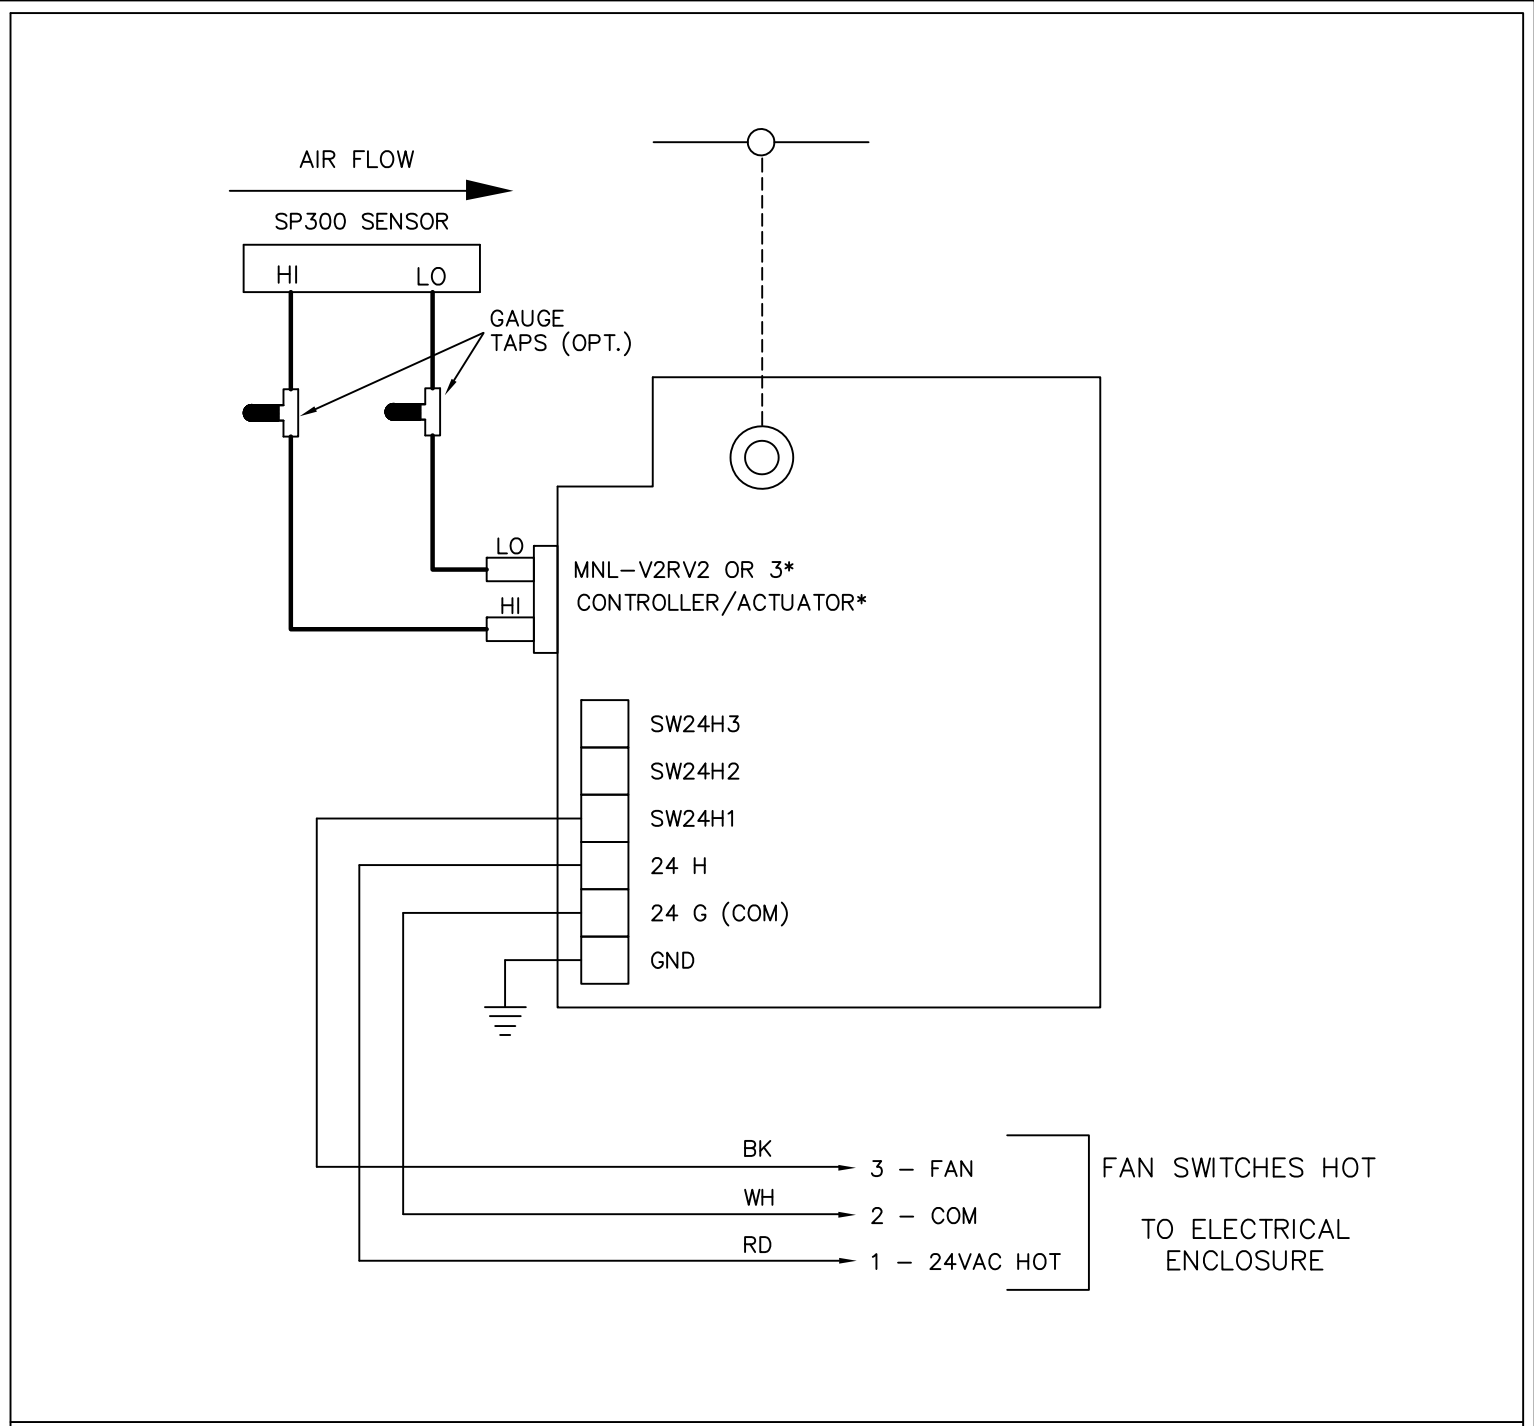 AIR FLOW
SP300 SENSOR
HI
LO
GAUGE
TAPS (OPT.)
LO
HI
MNL-V2RV2 OR 3*
CONTROLLER/ACTUATOR*
SW24H3
SW24H2
SW24H1
24 H
24 G (COM)
GND
BK
3 - FAN
WH
2 - COM
RD
1 - 24VAC HOT
FAN SWITCHES HOT
TO ELECTRICAL
ENCLOSURE